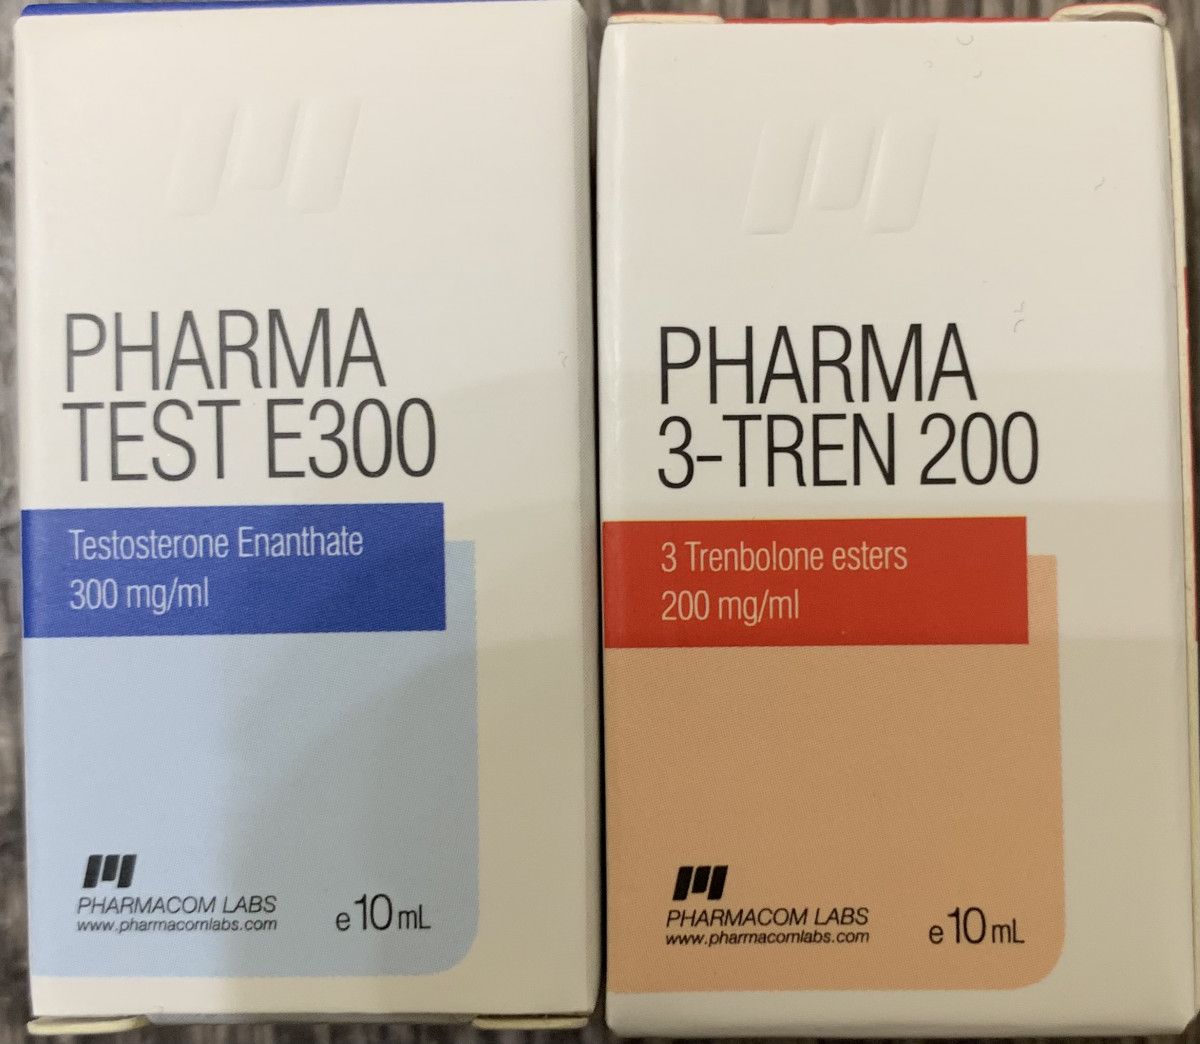 PHARMA
TEST E300
Testosterone Enanthate
300 mg/ml
PHARMACOM LABS
www.pharmacomlabs.com
e10mL
PHARMA
3-TREN 200
3 Trenbolone esters
200 mg/ml
PHARMACOM LABS
www.pharmacomlabs.com
e10mL